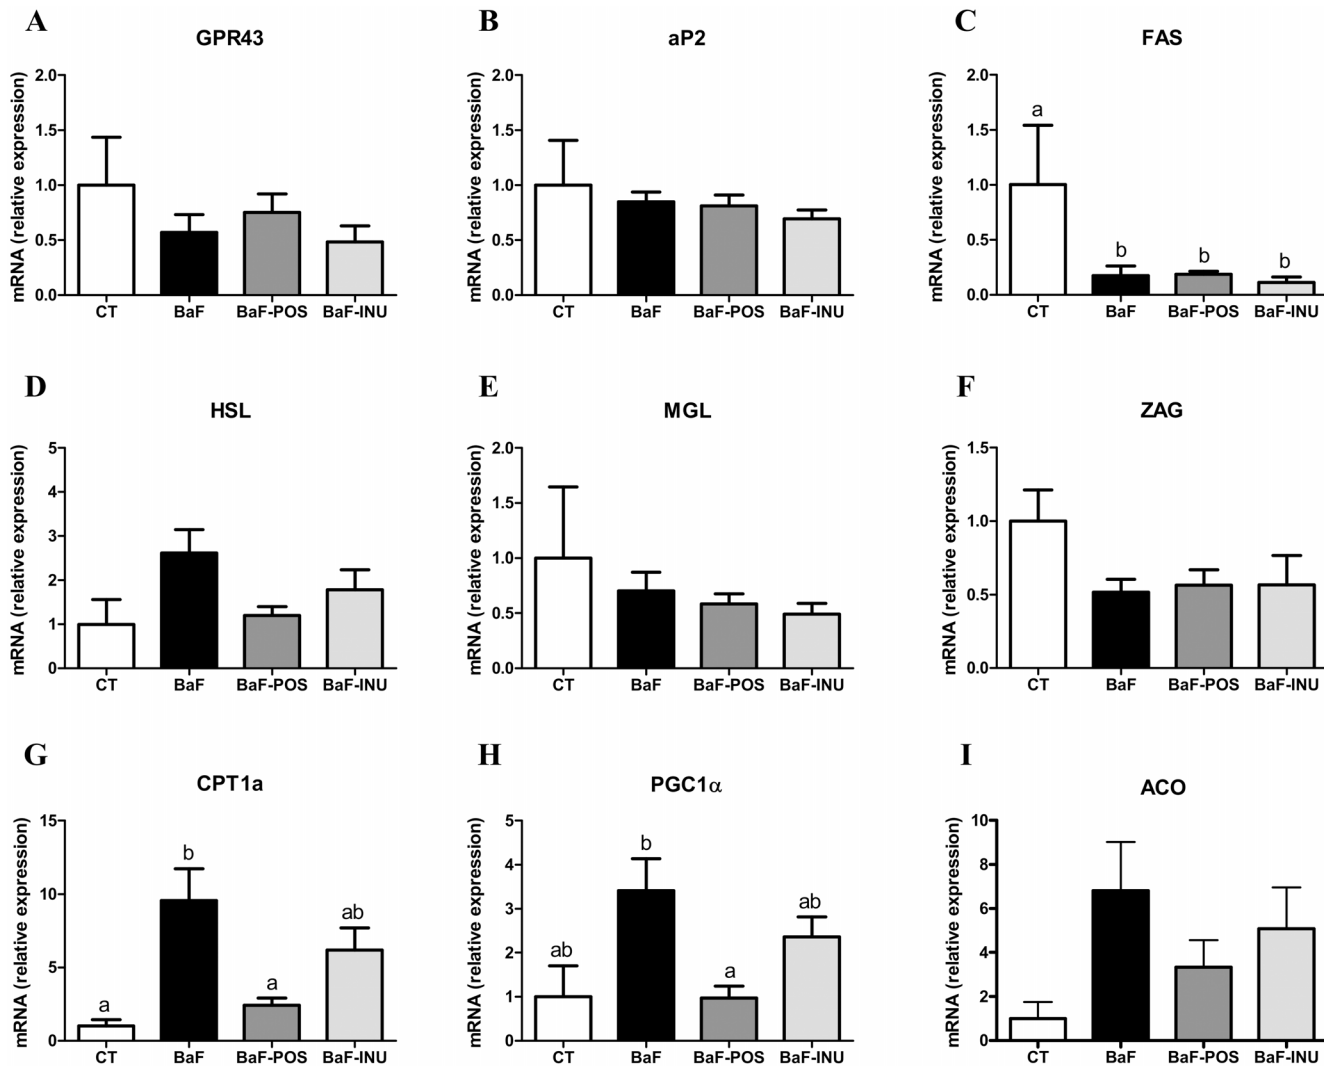 A
GPR43
mRNA (relative expression)
2.0
1.5
1.0
0.5
0.0
CT BaF BaF-POS BaF-INU
B
aP2
mRNA (relative expression)
2.0
1.5
1.0
0.5
0.0
CT BaF BaF-POS BaF-INU
C
FAS
mRNA (relative expression)
2.0
1.5
1.0
0.5
0.0
a
b b b
CT BaF BaF-POS BaF-INU
D
HSL
mRNA (relative expression)
5
4
3
2
1
0
CT BaF BaF-POS BaF-INU
E
MGL
mRNA (relative expression)
2.0
1.5
1.0
0.5
0.0
CT BaF BaF-POS BaF-INU
F
ZAG
mRNA (relative expression)
1.5
1.0
0.5
0.0
CT BaF BaF-POS BaF-INU
G
CPT1a
mRNA (relative expression)
15
10
5
0
a b a ab
CT BaF BaF-POS BaF-INU
H
PGC1α
mRNA (relative expression)
5
4
3
2
1
0
ab b a ab
CT BaF BaF-POS BaF-INU
I
ACO
mRNA (relative expression)
10
8
6
4
2
0
CT BaF BaF-POS BaF-INU